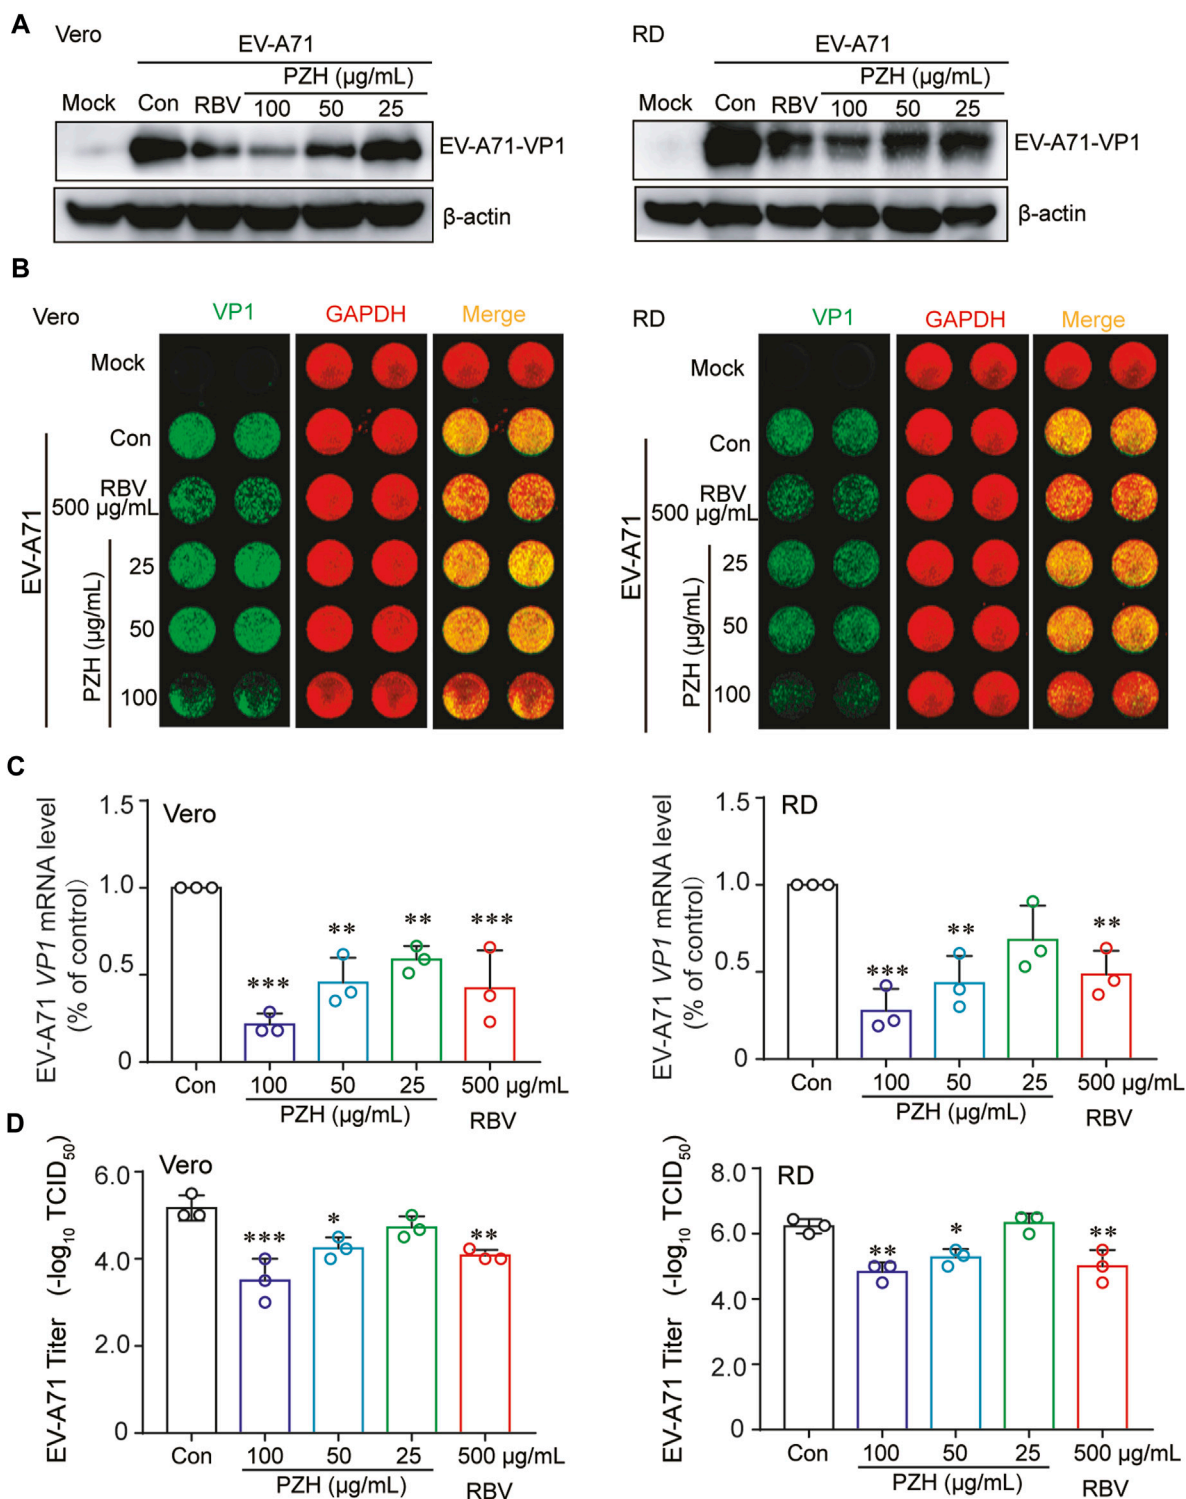 A
Vero
EV-A71
PZH (μg/mL)
Mock Con RBV 100 50 25
EV-A71-VP1
β-actin
RD
EV-A71
PZH (μg/mL)
Mock Con RBV 100 50 25
EV-A71-VP1
β-actin
B
Vero
VP1 GAPDH Merge
Mock
Con
RBV
500 μg/mL
25
50
100
EV-A71
PZH (μg/mL)
RD
VP1 GAPDH Merge
Mock
Con
RBV
500 μg/mL
25
50
100
EV-A71
PZH (μg/mL)
C
Vero
EV-A71 VP1 mRNA level
(% of control)
1.5
1.0
0.5
0
*** ** ** ***
Con 100 50 25 500 μg/mL
PZH (μg/mL) RBV
RD
EV-A71 VP1 mRNA level
(% of control)
1.5
1.0
0.5
0
*** ** **
Con 100 50 25 500 μg/mL
PZH (μg/mL) RBV
D
Vero
EV-A71 Titer (-log10 TCID50)
6.0
4.0
2.0
0
*** * **
Con 100 50 25 500 μg/mL
PZH (μg/mL) RBV
RD
EV-A71 Titer (-log10 TCID50)
8.0
6.0
4.0
2.0
0
** * **
Con 100 50 25 500 μg/mL
PZH (μg/mL) RBV